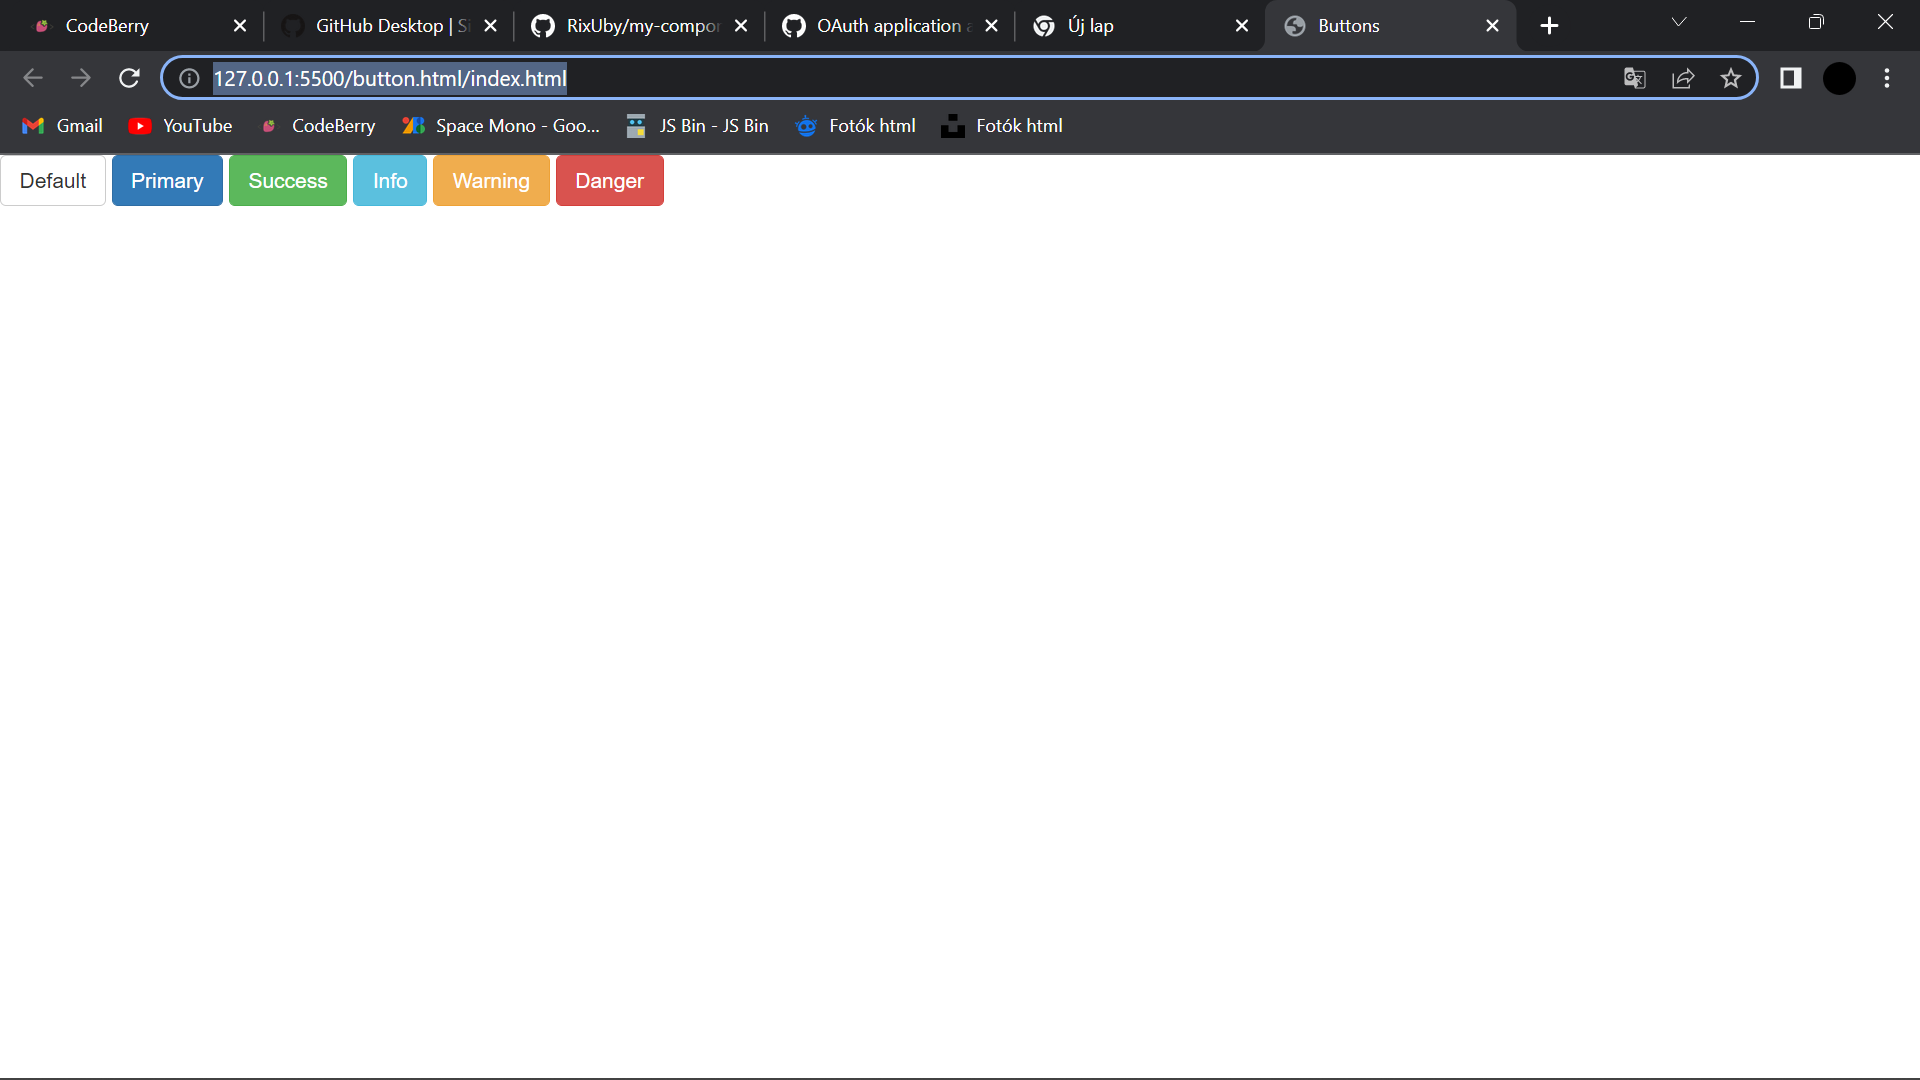 CodeBerry
GitHub Desktop | Si
RixUby/my-compor
OAuth application a
Új lap
Buttons
127.0.0.1:5500/button.html/index.html
Gmail
YouTube
CodeBerry
Space Mono - Goo...
JS Bin - JS Bin
Fotók html
Fotók html
Default
Primary
Success
Info
Warning
Danger